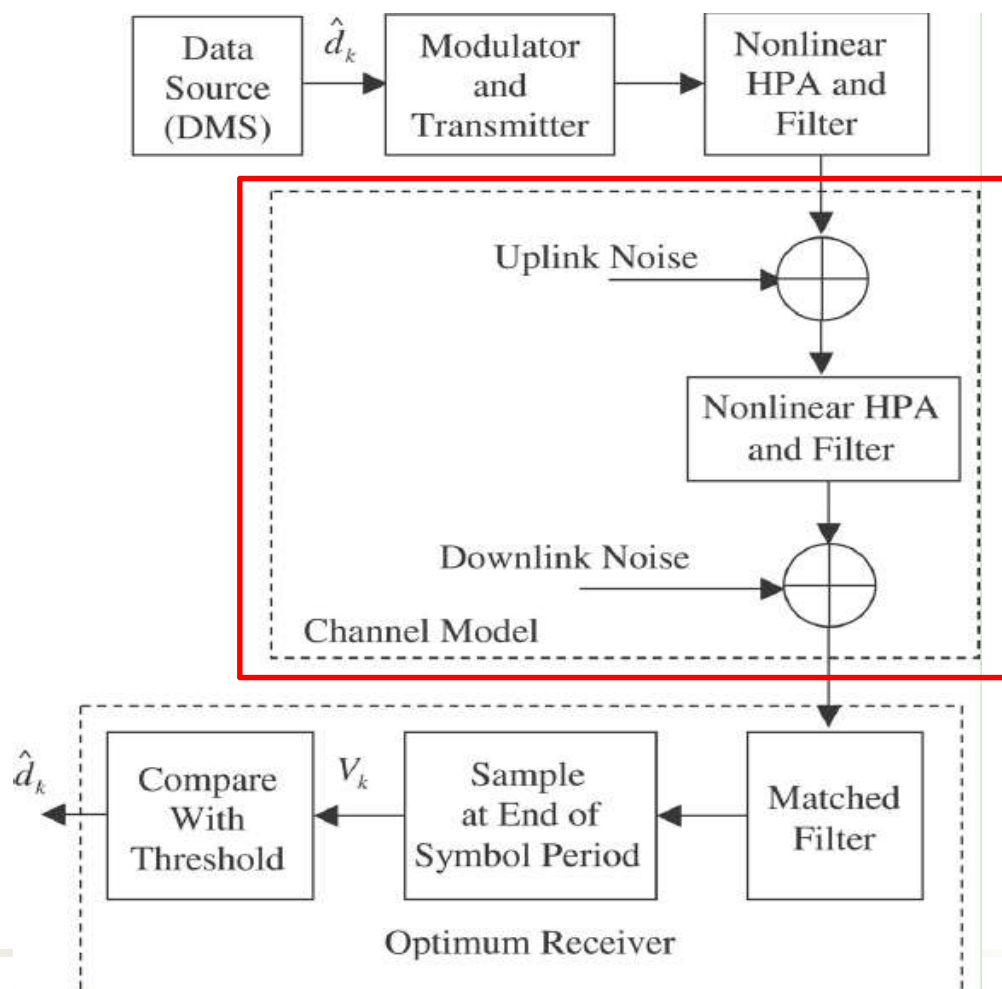 Data
Source
(DMS)
d̂ₖ
Modulator
and
Transmitter
Nonlinear
HPA and
Filter
Uplink Noise
Nonlinear HPA
and Filter
Downlink Noise
Channel Model
d̂ₖ
Compare
With
Threshold
Vₖ
Sample
at End of
Symbol Period
Matched
Filter
Optimum Receiver